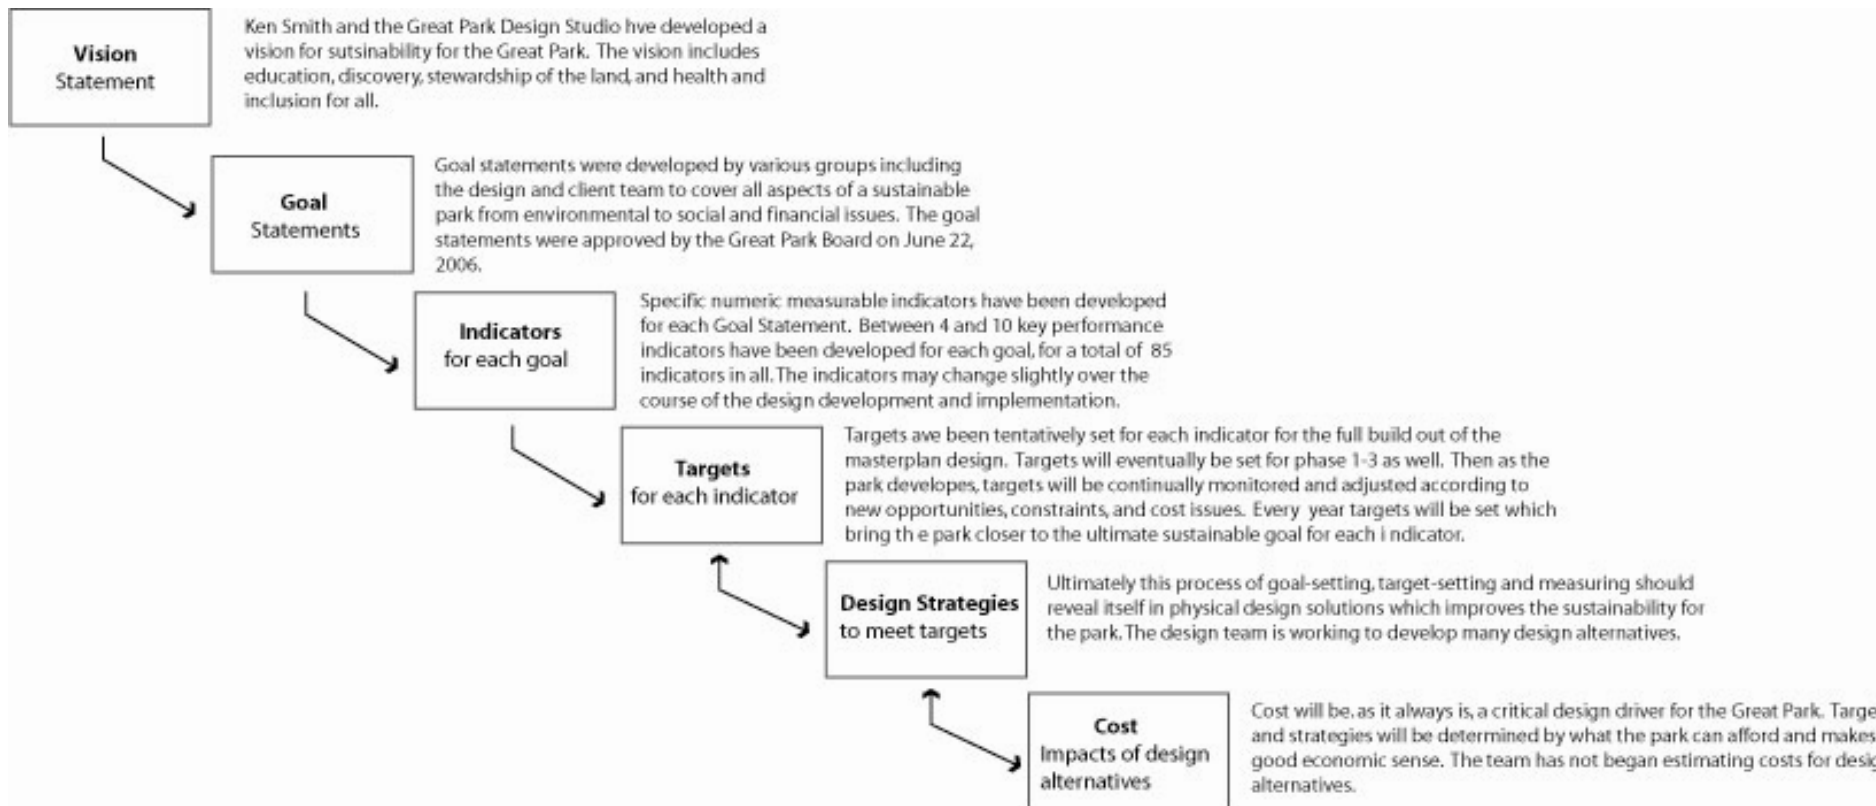 Vision
Statement
Ken Smith and the Great Park Design Studio hve developed a
vision for sutsinability for the Great Park. The vision includes
education, discovery, stewardship of the land, and health and
inclusion for all.
Goal
Statements
Goal statements were developed by various groups including
the design and client team to cover all aspects of a sustainable
park from environmental to social and financial issues. The goal
statements were approved by the Great Park Board on June 22,
2006.
Indicators
for each goal
Specific numeric measurable indicators have been developed
for each Goal Statement. Between 4 and 10 key performance
indicators have been developed for each goal, for a total of 85
indicators in all. The indicators may change slightly over the
course of the design development and implementation.
Targets
for each indicator
Targets ave been tentatively set for each indicator for the full build out of the
masterplan design. Targets will eventually be set for phase 1-3 as well. Then as the
park developes, targets will be continually monitored and adjusted according to
new opportunities, constraints, and cost issues. Every year targets will be set which
bring th e park closer to the ultimate sustainable goal for each i ndicator.
Design Strategies
to meet targets
Ultimately this process of goal-setting, target-setting and measuring should
reveal itself in physical design solutions which improves the sustainability for
the park. The design team is working to develop many design alternatives.
Cost
Impacts of design
alternatives
Cost will be. as it always is, a critical design driver for the Great Park. Targe
and strategies will be determined by what the park can afford and makes
good economic sense. The team has not began estimating costs for desig
alternatives.